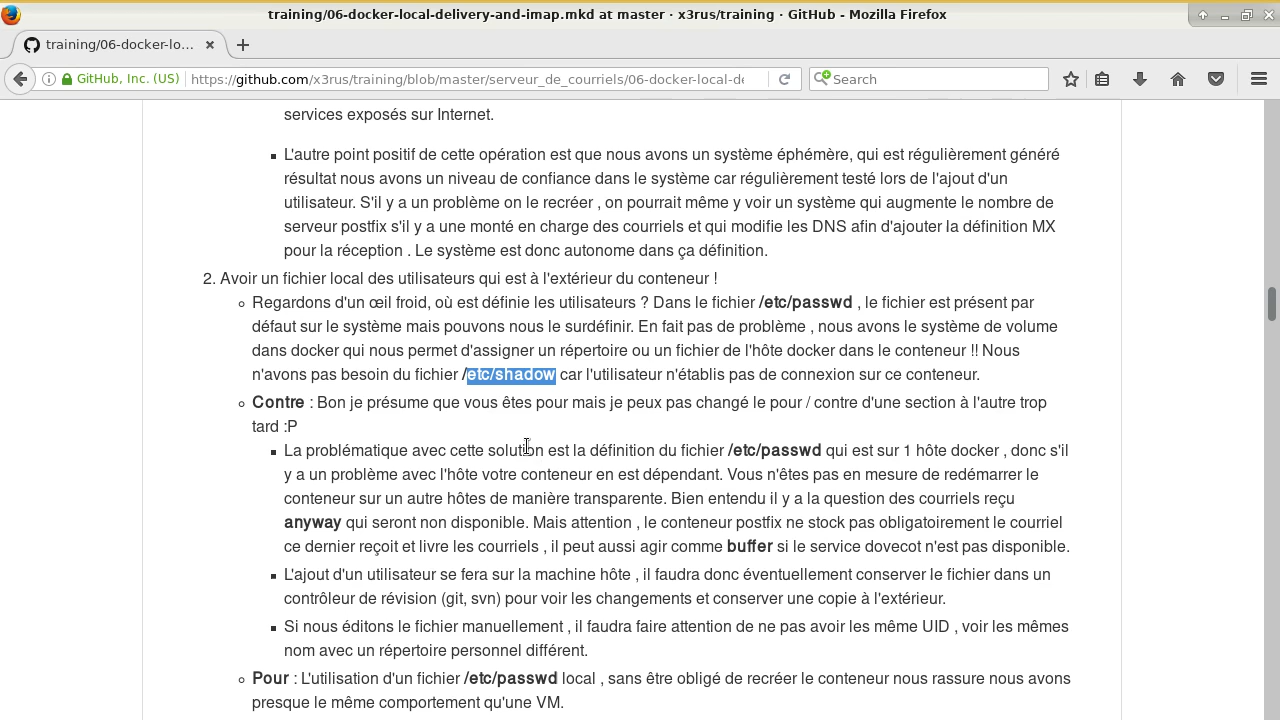 training/06-docker-local-delivery-and-imap.mkd at master · x3rus/training · GitHub - Mozilla Firefox
training/06-docker-lo...
GitHub, Inc. (US)
https://github.com/x3rus/training/blob/master/serveur_de_courriels/06-docker-local-de
Search
services exposés sur Internet.
L'autre point positif de cette opération est que nous avons un système éphémère, qui est régulièrement généré
résultat nous avons un niveau de confiance dans le système car régulièrement testé lors de l'ajout d'un
utilisateur. S'il y a un problème on le recréer , on pourrait même y voir un système qui augmente le nombre de
serveur postfix s'il y a une monté en charge des courriels et qui modifie les DNS afin d'ajouter la définition MX
pour la réception . Le système est donc autonome dans ça définition.
2. Avoir un fichier local des utilisateurs qui est à l'extérieur du conteneur !
Regardons d'un œil froid, où est définie les utilisateurs ? Dans le fichier /etc/passwd , le fichier est présent par
défaut sur le système mais pouvons nous le surdéfinir. En fait pas de problème , nous avons le système de volume
dans docker qui nous permet d'assigner un répertoire ou un fichier de l'hôte docker dans le conteneur !! Nous
n'avons pas besoin du fichier /etc/shadow car l'utilisateur n'établis pas de connexion sur ce conteneur.
Contre : Bon je présume que vous êtes pour mais je peux pas changé le pour / contre d'une section à l'autre trop
tard :P
La problématique avec cette solution est la définition du fichier /etc/passwd qui est sur 1 hôte docker , donc s'il
y a un problème avec l'hôte votre conteneur en est dépendant. Vous n'êtes pas en mesure de redémarrer le
conteneur sur un autre hôtes de manière transparente. Bien entendu il y a la question des courriels reçu
anyway qui seront non disponible. Mais attention , le conteneur postfix ne stock pas obligatoirement le courriel
ce dernier reçoit et livre les courriels , il peut aussi agir comme buffer si le service dovecot n'est pas disponible.
L'ajout d'un utilisateur se fera sur la machine hôte , il faudra donc éventuellement conserver le fichier dans un
contrôleur de révision (git, svn) pour voir les changements et conserver une copie à l'extérieur.
Si nous éditons le fichier manuellement , il faudra faire attention de ne pas avoir les même UID , voir les mêmes
nom avec un répertoire personnel différent.
Pour : L'utilisation d'un fichier /etc/passwd local , sans être obligé de recréer le conteneur nous rassure nous avons
presque le même comportement qu'une VM.